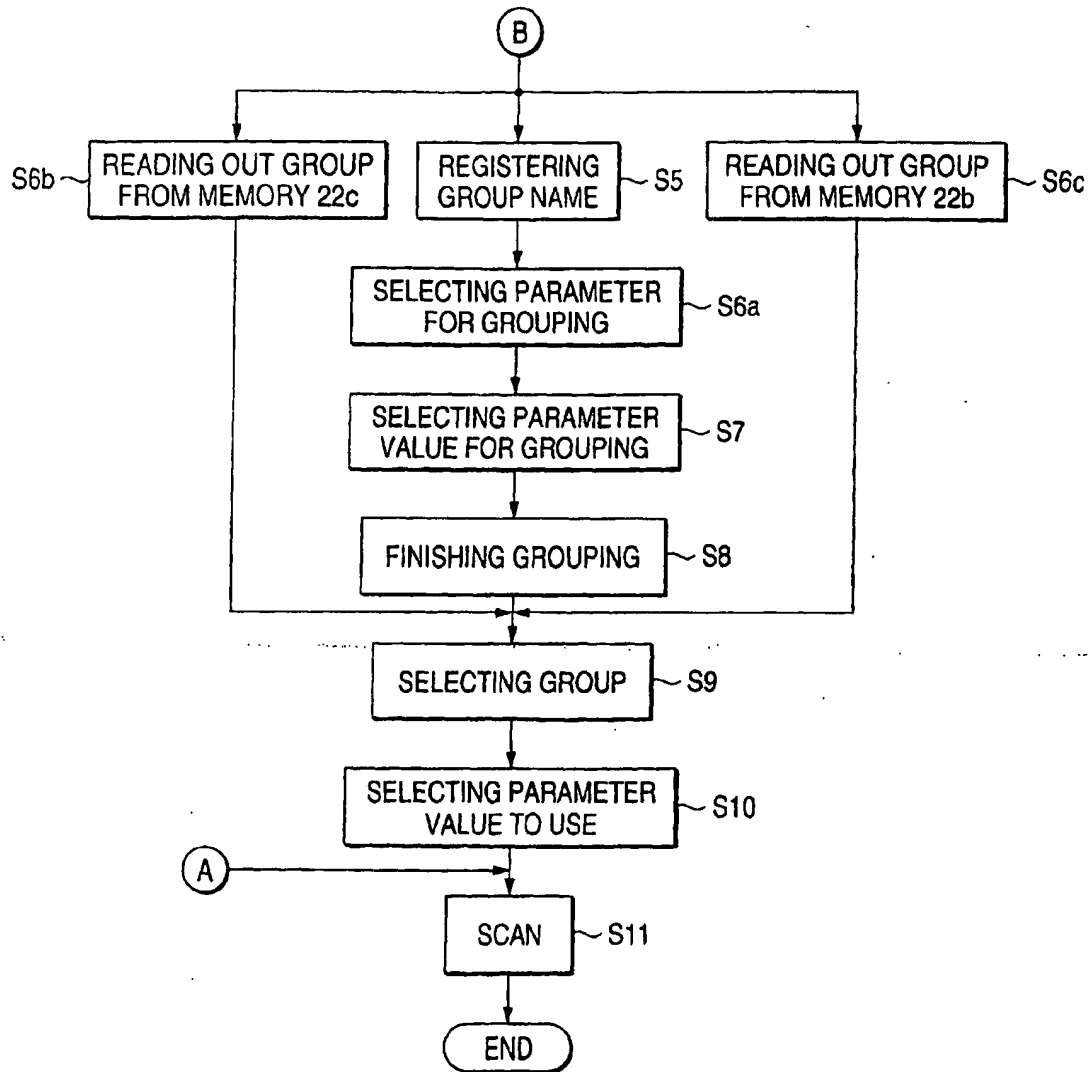 B
S6b
READING OUT GROUP
FROM MEMORY 22c
REGISTERING
GROUP NAME
S5
READING OUT GROUP
FROM MEMORY 22b
S6c
SELECTING PARAMETER
FOR GROUPING
S6a
SELECTING PARAMETER
VALUE FOR GROUPING
S7
FINISHING GROUPING
S8
SELECTING GROUP
S9
SELECTING PARAMETER
VALUE TO USE
S10
A
SCAN
S11
END